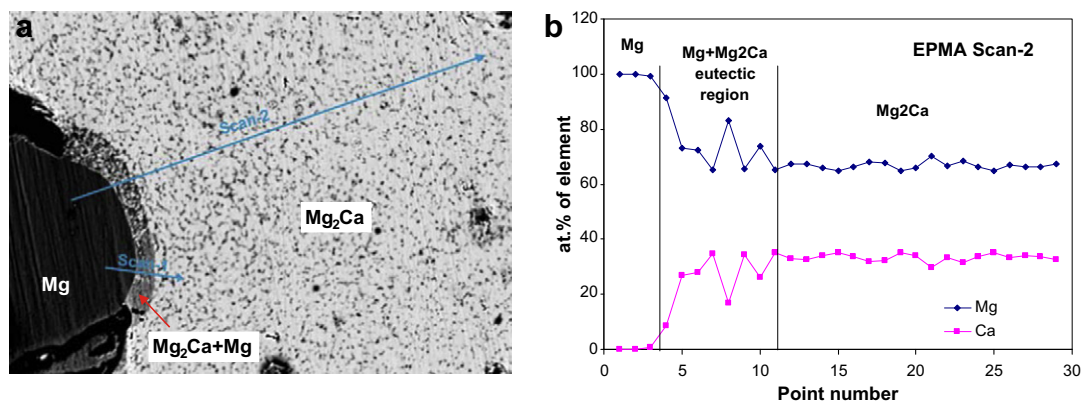 a
Scan-2
Mg₂Ca
Scan-1
Mg
Mg₂Ca+Mg
b
120
100
80
60
40
20
0
at.% of element
Mg
Mg+Mg2Ca
eutectic
region
EPMA Scan-2
Mg2Ca
Mg
Ca
0
5
10
15
20
25
30
Point number